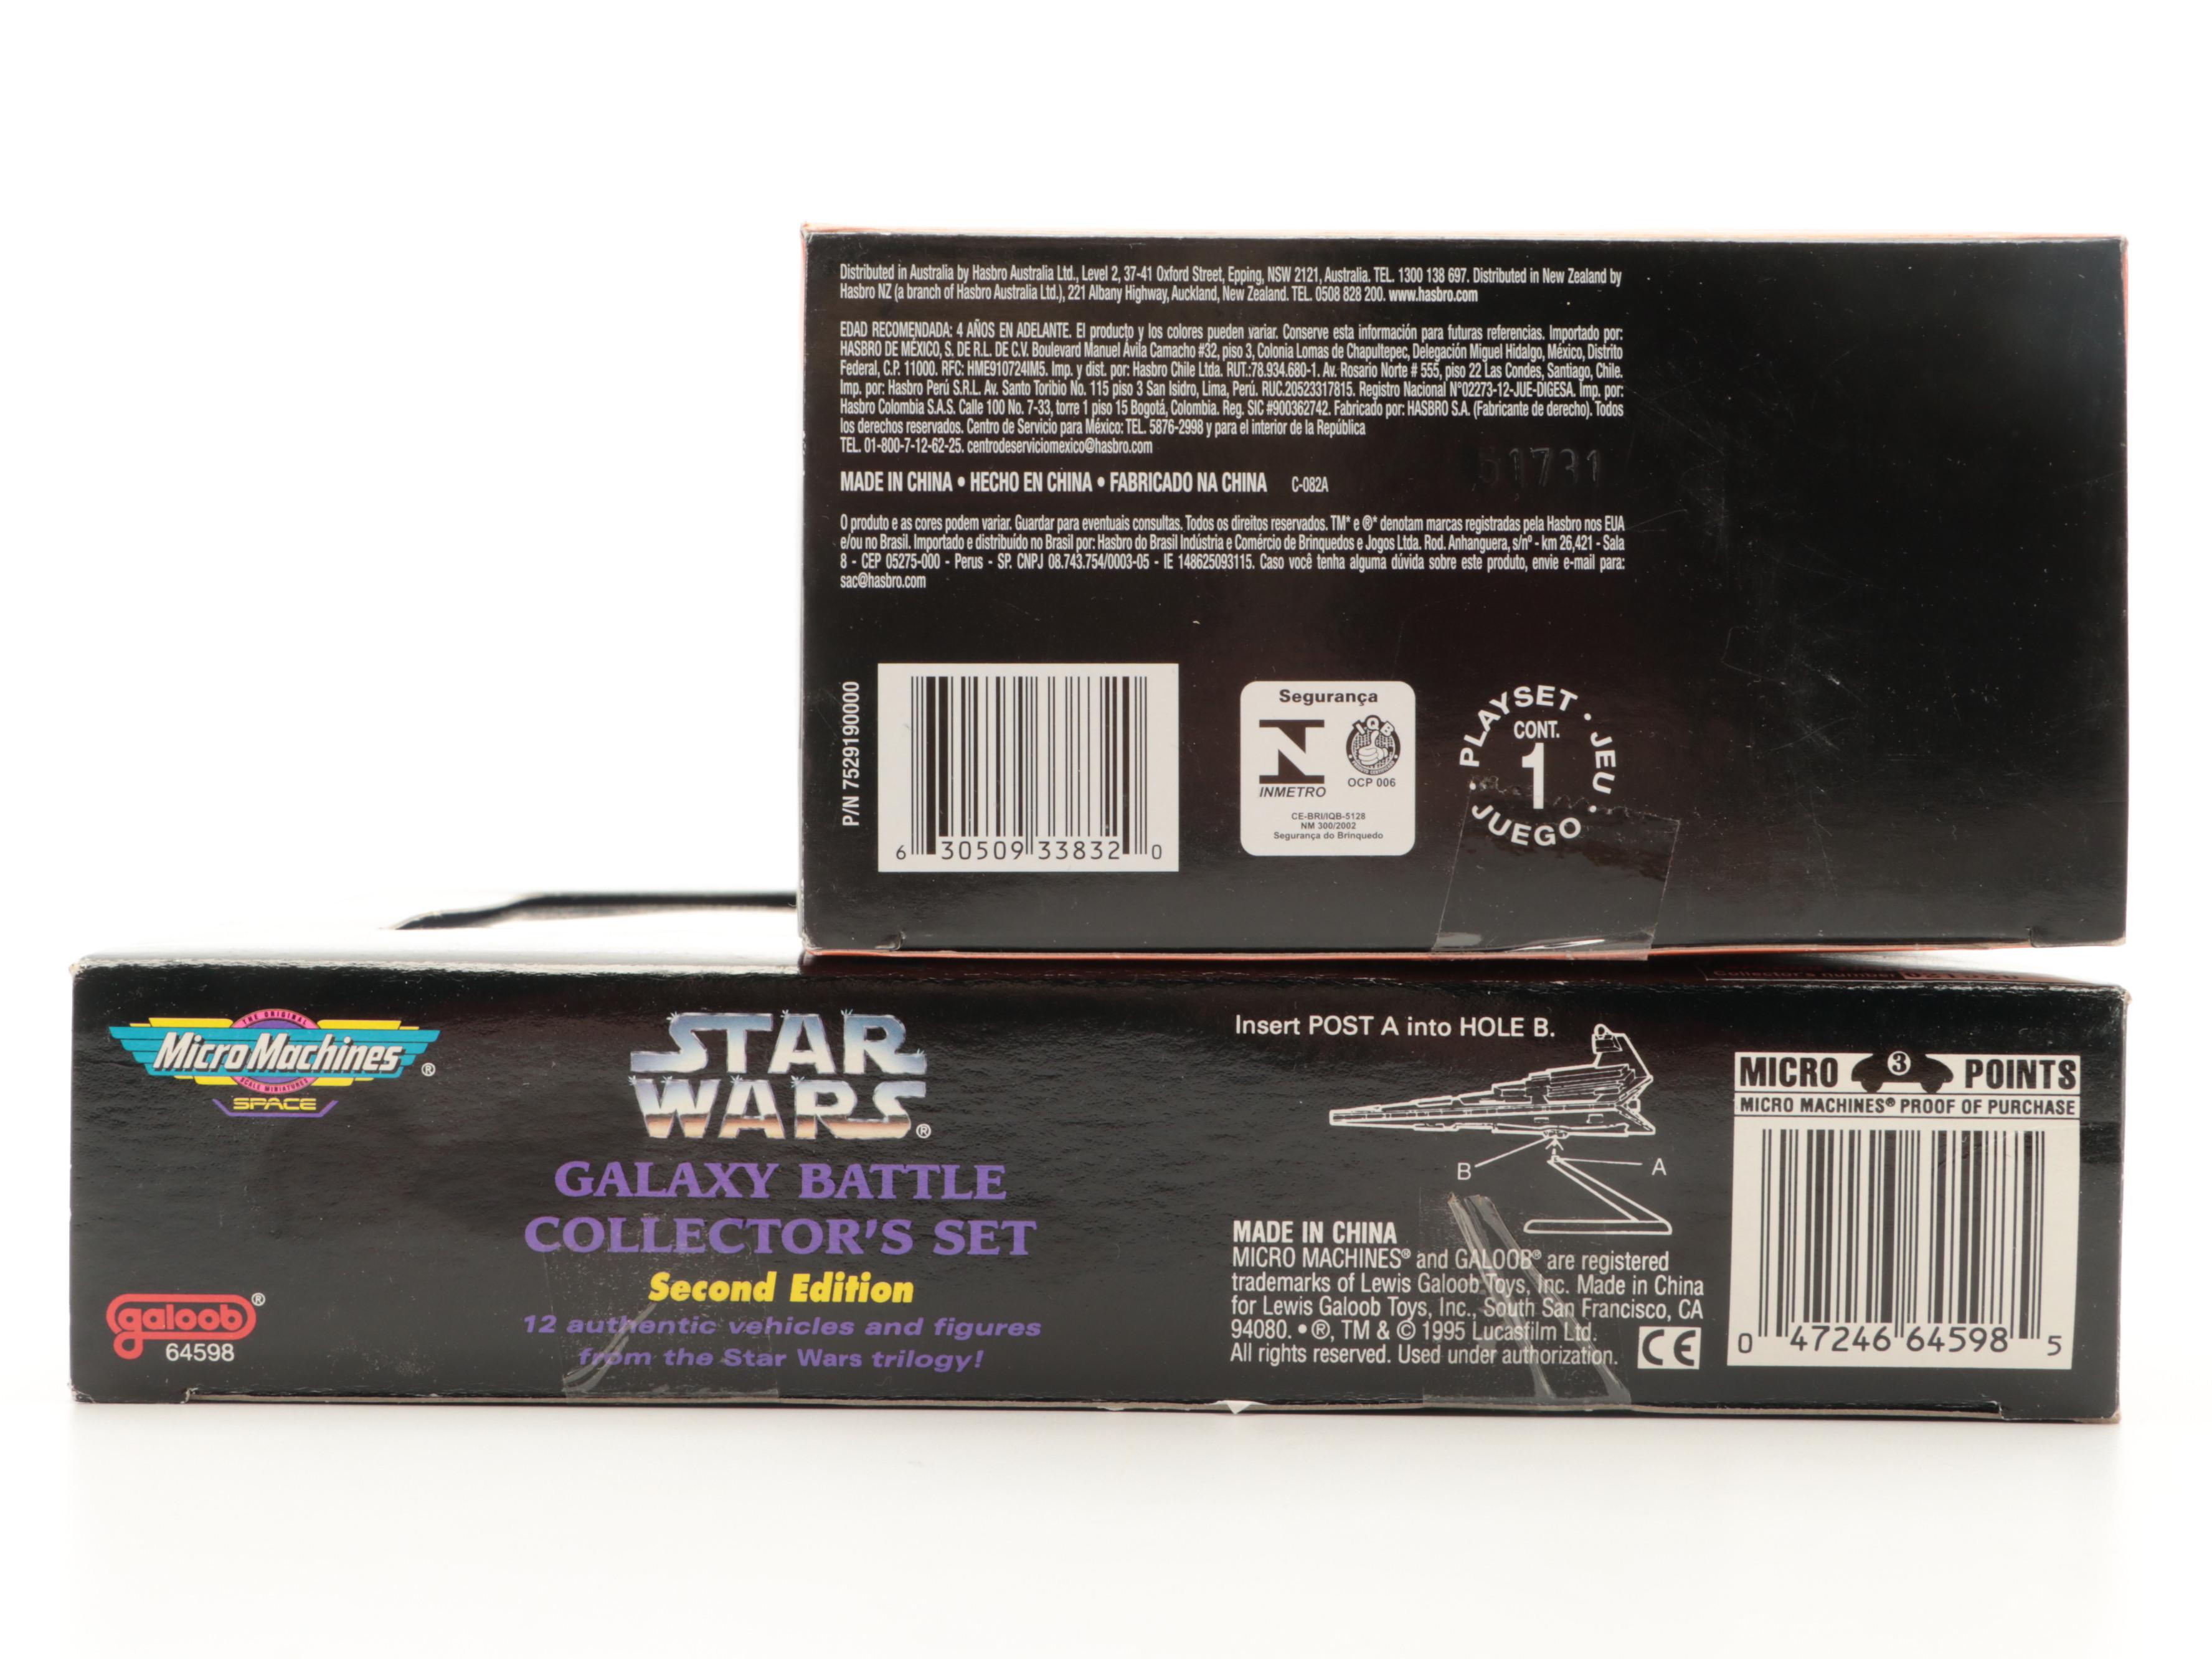 Distributed in Australia by Hasbro Australia Ltd., Level 2, 37-41 Oxford Street, Epping, NSW 2121, Australia. TEL. 1300 138 697. Distributed in New Zealand by
Hasbro NZ (a branch of Hasbro Australia Ltd.), 221 Albany Highway, Auckland, New Zealand. TEL. 0508 828 200. www.hasbro.com
EDAD RECOMENDADA: 4 AÑOS EN ADELANTE. El producto y los colores pueden variar. Conserve esta información para futuras referencias. Importado por:
HASBRO DE MÉXICO, S. DE R.L. DE C.V. Boulevard Manuel Ávila Camacho #32, piso 3, Colonia Lomas de Chapultepec, Delegación Miguel Hidalgo, México, Distrito
Federal, C.P. 11000. RFC: HME910724IM5. Imp. y dist. por: Hasbro Chile Ltda. RUT.:78.934.680-1. Av. Rosario Norte # 555, piso 22 Las Condes, Santiago, Chile.
Imp. por: Hasbro Perú S.R.L. Av. Santo Toribio No. 115 piso 3 San Isidro, Lima, Perú. RUC.20523317815. Registro Nacional N°02273-12-JUE-DIGESA. Imp. por:
Hasbro Colombia S.A.S. Calle 100 No. 7-33, torre 1 piso 15 Bogotá, Colombia. Reg. SIC #900362742. Fabricado por: HASBRO S.A. (Fabricante de derecho). Todos
los derechos reservados. Centro de Servicio para México: TEL. 5876-2998 y para el interior de la República
TEL. 01-800-7-12-62-25. centrodeserviciomexico@hasbro.com
51731
MADE IN CHINA • HECHO EN CHINA • FABRICADO NA CHINA C-082A
O produto e as cores podem variar. Guardar para eventuais consultas. Todos os direitos reservados. TM* e ®* denotam marcas registradas pela Hasbro nos EUA
e/ou no Brasil. Importado e distribuído no Brasil por: Hasbro do Brasil Indústria e Comércio de Brinquedos e Jogos Ltda. Rod. Anhanguera, s/nº - km 26,421 - Sala
8 - CEP 05275-000 - Perus - SP. CNPJ 08.743.754/0003-05 - IE 148625093115. Caso você tenha alguma dúvida sobre este produto, envie e-mail para:
sac@hasbro.com
P/N 7529190000
6 30509 33832 0
Segurança
IQB
INMETRO
OCP 006
CE-BRI/IQB-5128
NM 300/2002
Segurança do Brinquedo
PLAYSET · JEU · JUEGO ·
CONT.
1
Collector's number
THE ORIGINAL
Micro Machines®
SCALE MINIATURES
SPACE
galoob®
64598
STAR
WARS®
GALAXY BATTLE
COLLECTOR'S SET
Second Edition
12 authentic vehicles and figures
from the Star Wars trilogy!
Insert POST A into HOLE B.
B
A
MADE IN CHINA
MICRO MACHINES® and GALOOB® are registered
trademarks of Lewis Galoob Toys, Inc. Made in China
for Lewis Galoob Toys, Inc., South San Francisco, CA
94080. • ®, TM & © 1995 Lucasfilm Ltd.
All rights reserved. Used under authorization.
CE
MICRO 3 POINTS
MICRO MACHINES® PROOF OF PURCHASE
0 47246 64598 5